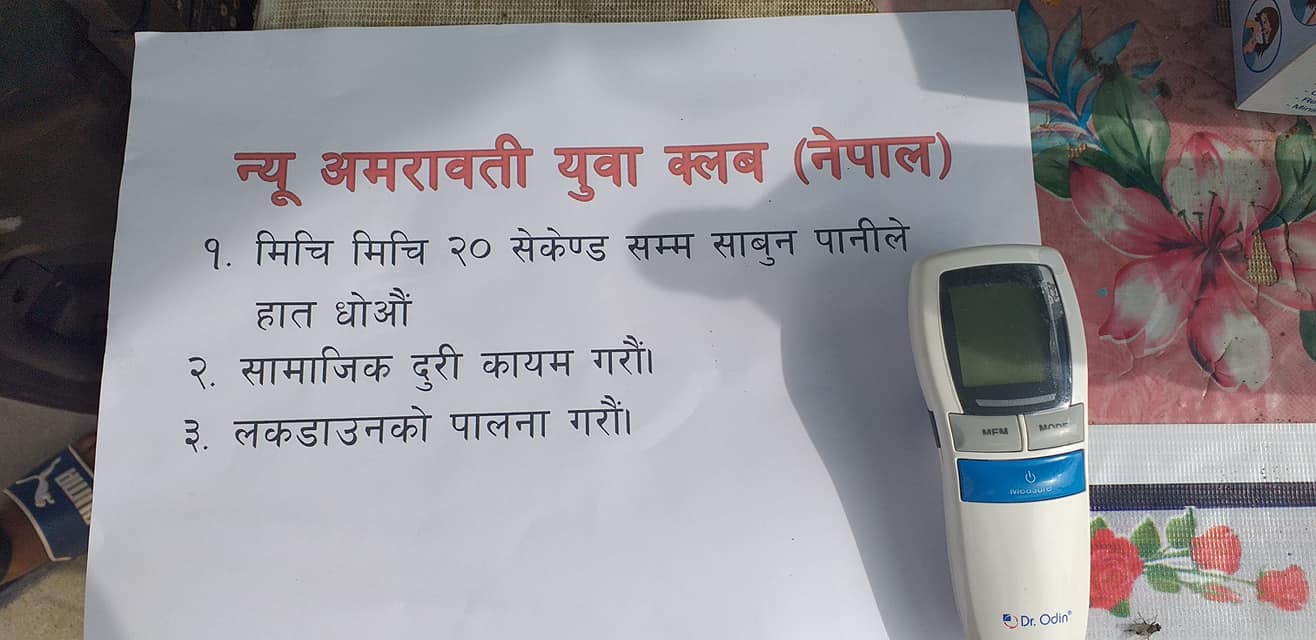 न्यू अमरावती युवा क्लब (नेपाल)
१. मिचि मिचि २० सेकेण्ड सम्म साबुन पानीले
हात धोऔं
२. सामाजिक दुरी कायम गरौं।
३. लकडाउनको पालना गरौं।
MEM MODE
Measure
Dr. Odin®